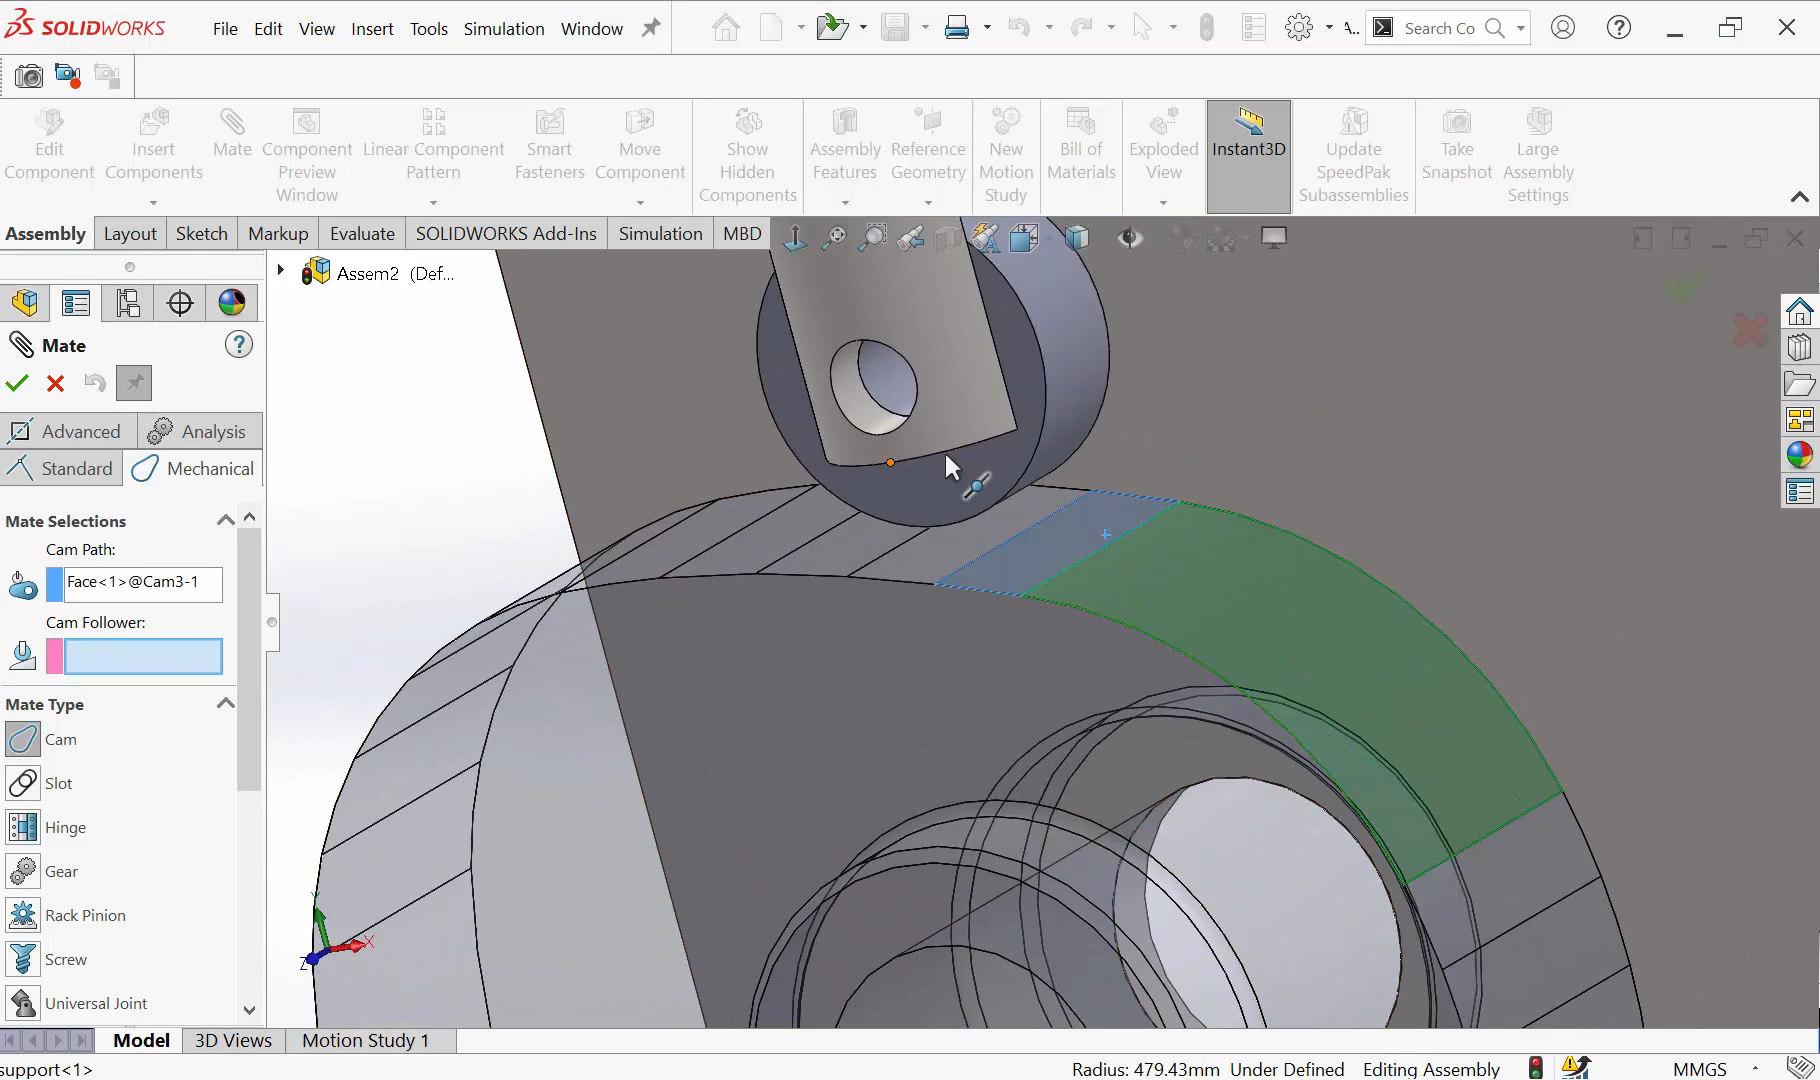 SOLIDWORKS File Edit View Insert Tools Simulation Window A.. Search Co
Edit Component
Insert Components
Mate
Component Preview Window
Linear Component Pattern
Smart Fasteners
Move Component
Show Hidden Components
Assembly Features
Reference Geometry
New Motion Study
Bill of Materials
Exploded View
Instant3D
Update SpeedPak Subassemblies
Take Snapshot
Large Assembly Settings
Assembly Layout Sketch Markup Evaluate SOLIDWORKS Add-Ins Simulation MBD
Assem2 (Def...
Mate
Advanced Analysis
Standard Mechanical
Mate Selections
Cam Path:
Face<1>@Cam3-1
Cam Follower:
Mate Type
Cam
Slot
Hinge
Gear
Rack Pinion
Screw
Universal Joint
Y
X
Z
Model 3D Views Motion Study 1
support<1> Radius: 479.43mm Under Defined Editing Assembly MMGS